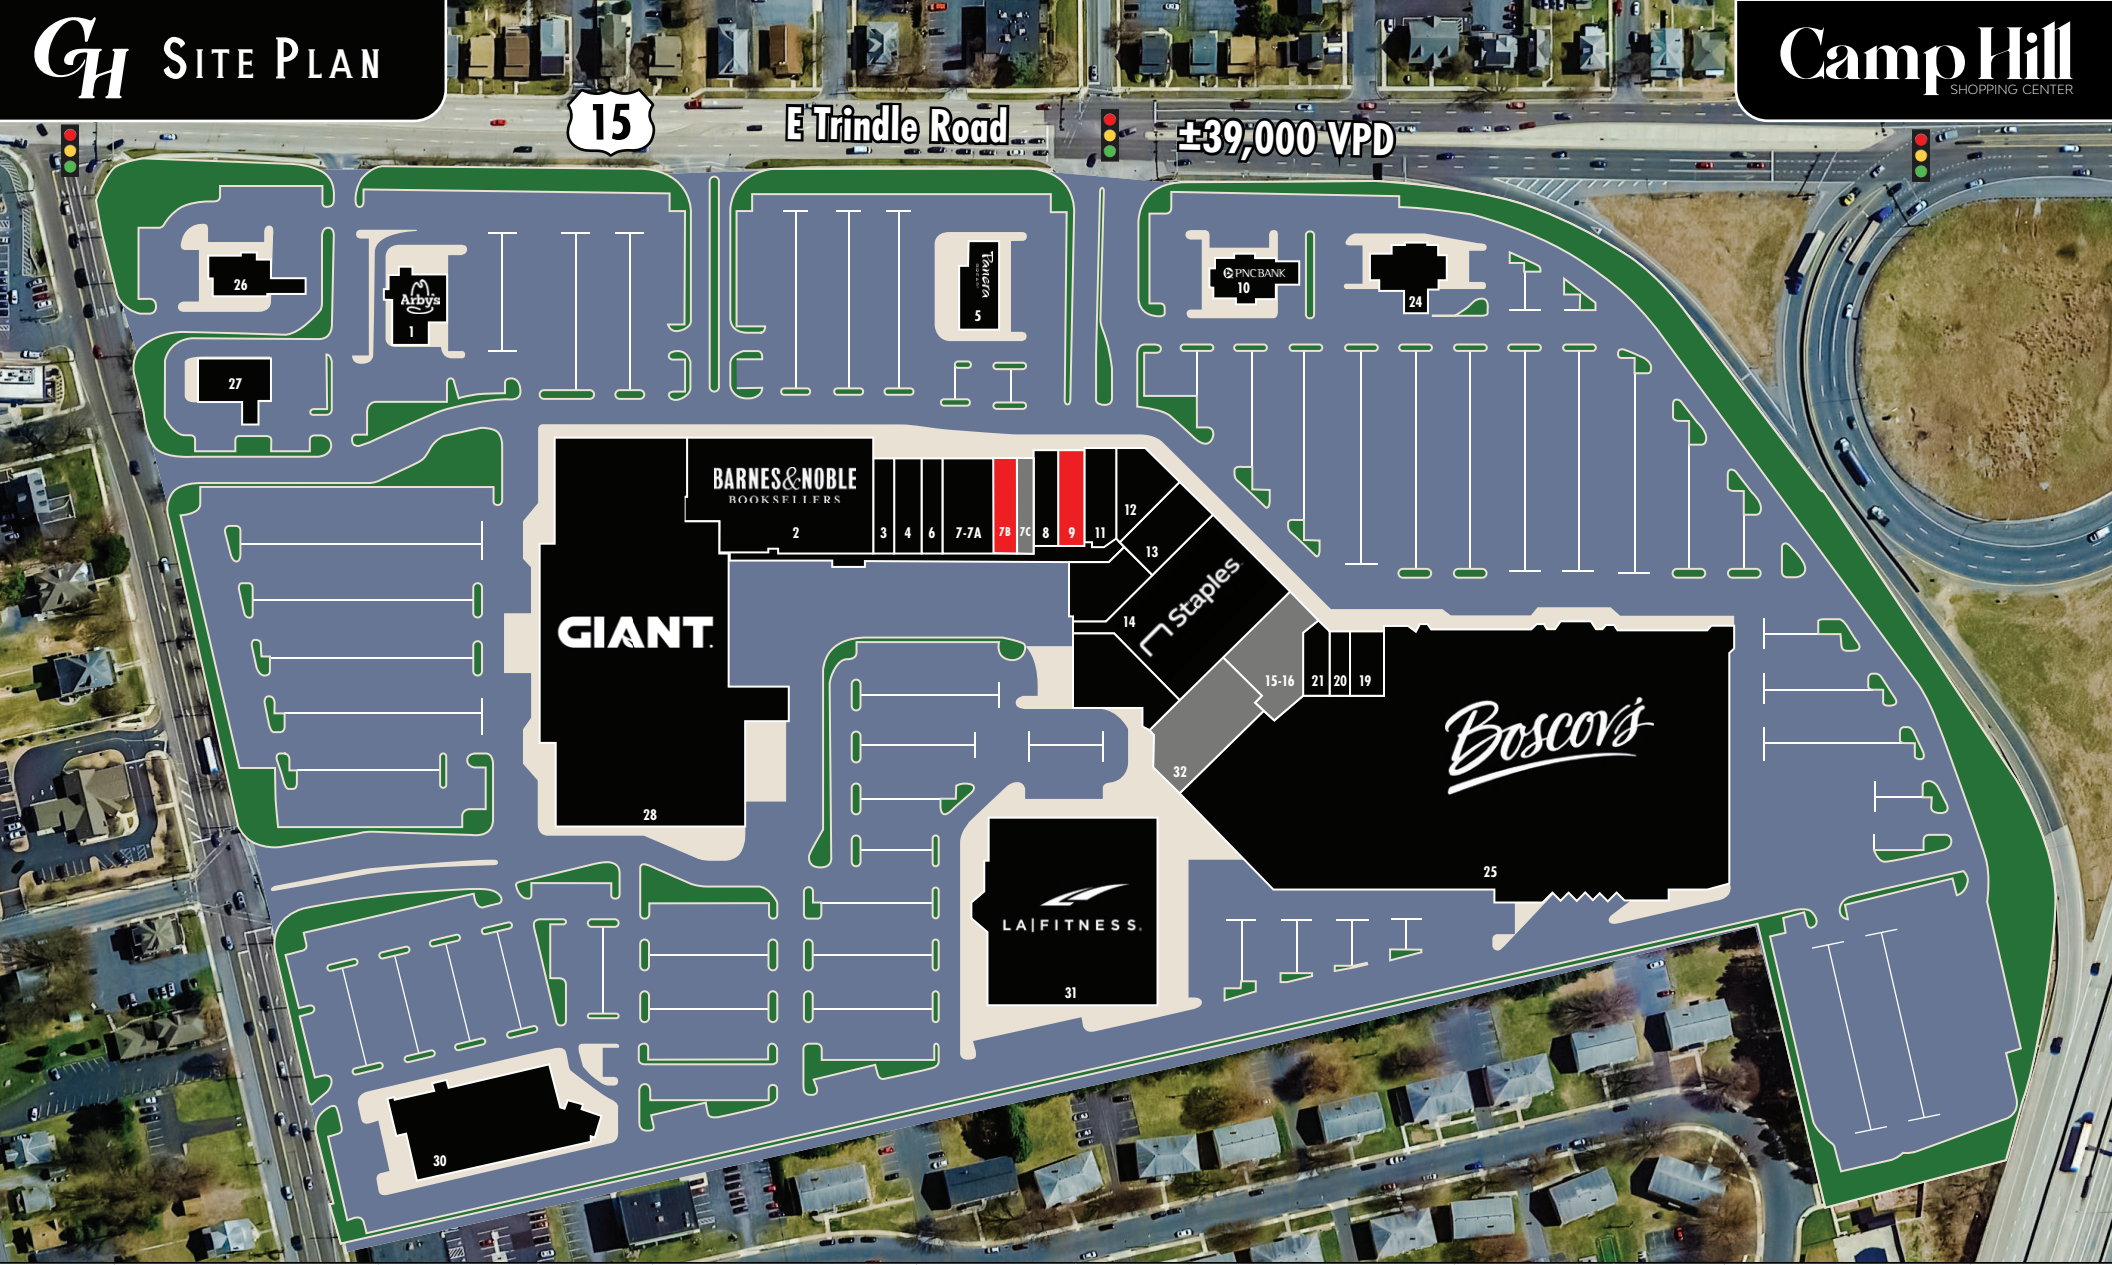 CH SITE PLAN
Camp Hill
SHOPPING CENTER
15
E Trindle Road
±39,000 VPD
26
Arby's
1
Panera
BREAD
5
PNCBANK
10
24
27
BARNES&NOBLE
BOOKSELLERS
2
3
4
6
7-7A
7B
7C
8
9
11
12
13
14
Staples
GIANT
28
15-16
21
20
19
32
Boscov's
25
LA|FITNESS.
31
30